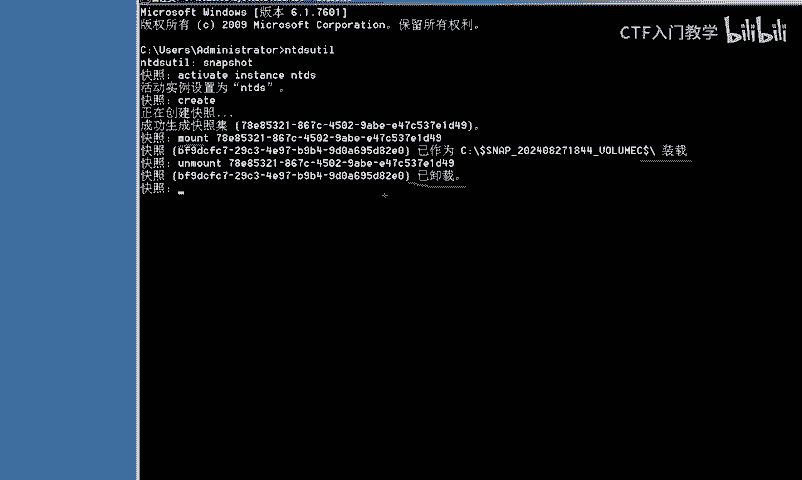 Microsoft Windows [版本 6.1.7601]
版权所有 (c) 2009 Microsoft Corporation。保留所有权利。
CTF入门教学 bilibili
C:\Users\Administrator>ntdsutil
ntdsutil: snapshot
快照: activate instance ntds
活动实例设置为“ntds”。
快照: create
正在创建快照...
成功生成快照集 {78e85321-867c-4502-9abe-e47c537e1d49}。
快照: mount 78e85321-867c-4502-9abe-e47c537e1d49
快照 {bf9dcfc7-29c3-4e97-b9b4-9d0a695d82e0} 已作为 C:\$SNAP_202408271844_VOLUMEC$\ 装载
快照: unmount 78e85321-867c-4502-9abe-e47c537e1d49
快照 {bf9dcfc7-29c3-4e97-b9b4-9d0a695d82e0} 已卸载。
快照: _